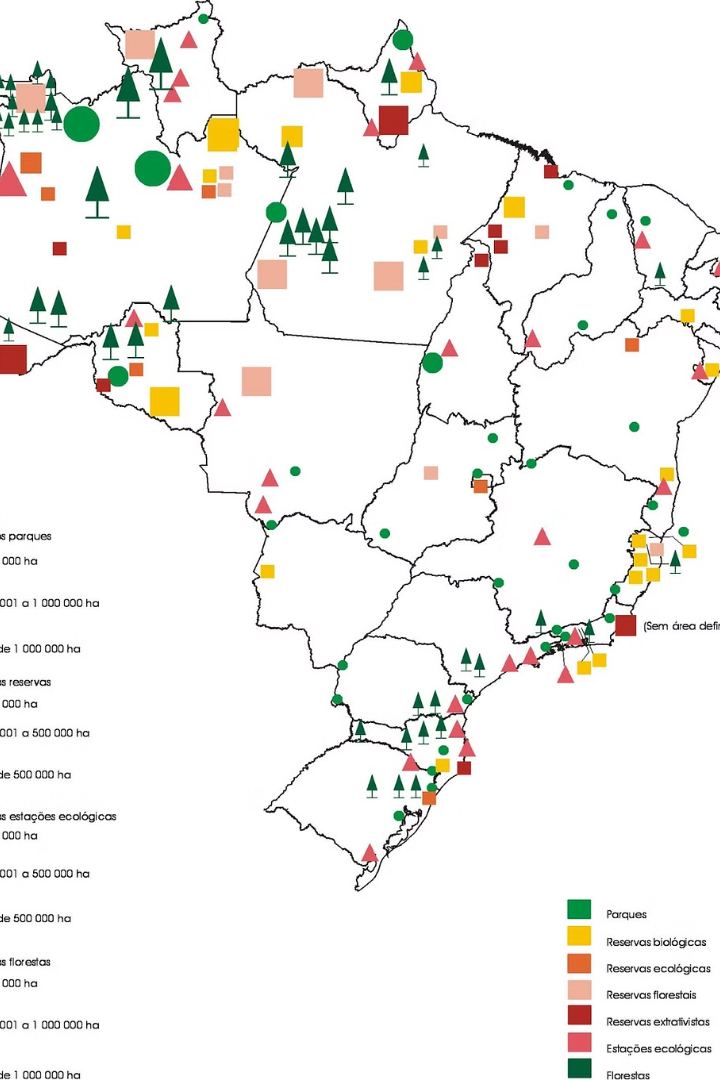 parques
000 ha
001 a 1 000 000 ha
de 1 000 000 ha
reservas
000 ha
001 a 500 000 ha
de 500 000 ha
estações ecológicas
000 ha
001 a 500 000 ha
de 500 000 ha
florestas
000 ha
001 a 1 000 000 ha
de 1 000 000 ha
(Sem área defi
Parques
Reservas biológicas
Reservas ecológicas
Reservas florestais
Reservas extrativistas
Estações ecológicas
Florestas